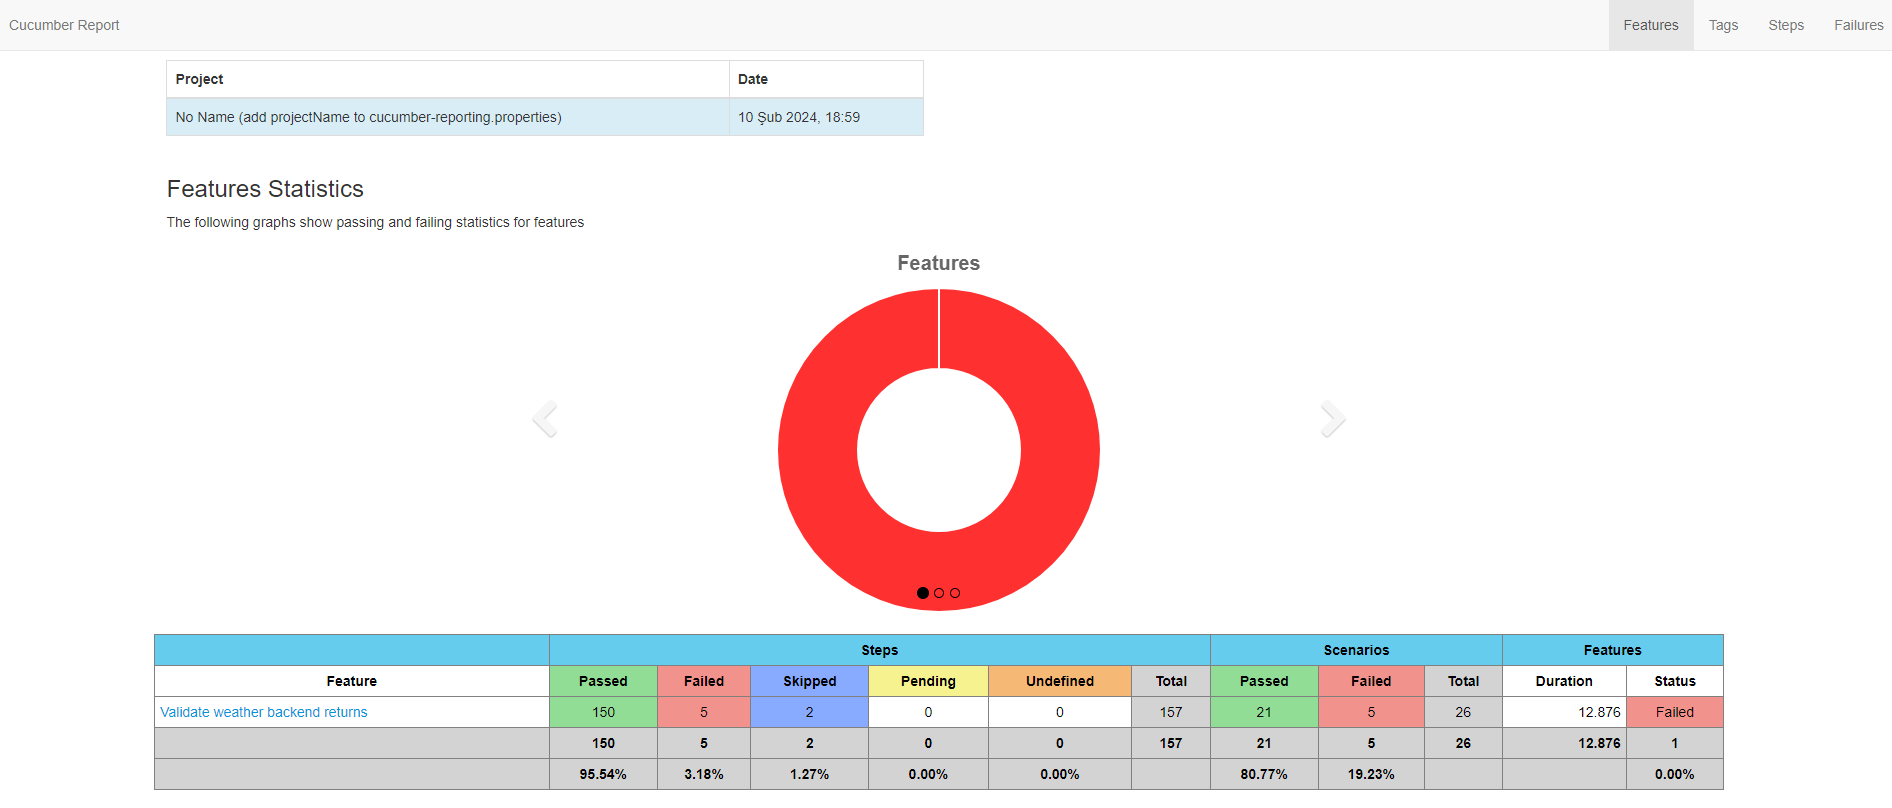 Cucumber Report Features Tags Steps Failures
Project Date
No Name (add projectName to cucumber-reporting.properties) 10 Şub 2024, 18:59
Features Statistics
The following graphs show passing and failing statistics for features
Features
Steps Scenarios Features
Feature Passed Failed Skipped Pending Undefined Total Passed Failed Total Duration Status
Validate weather backend returns 150 5 2 0 0 157 21 5 26 12.876 Failed
150 5 2 0 0 157 21 5 26 12.876 1
95.54% 3.18% 1.27% 0.00% 0.00% 80.77% 19.23% 0.00%